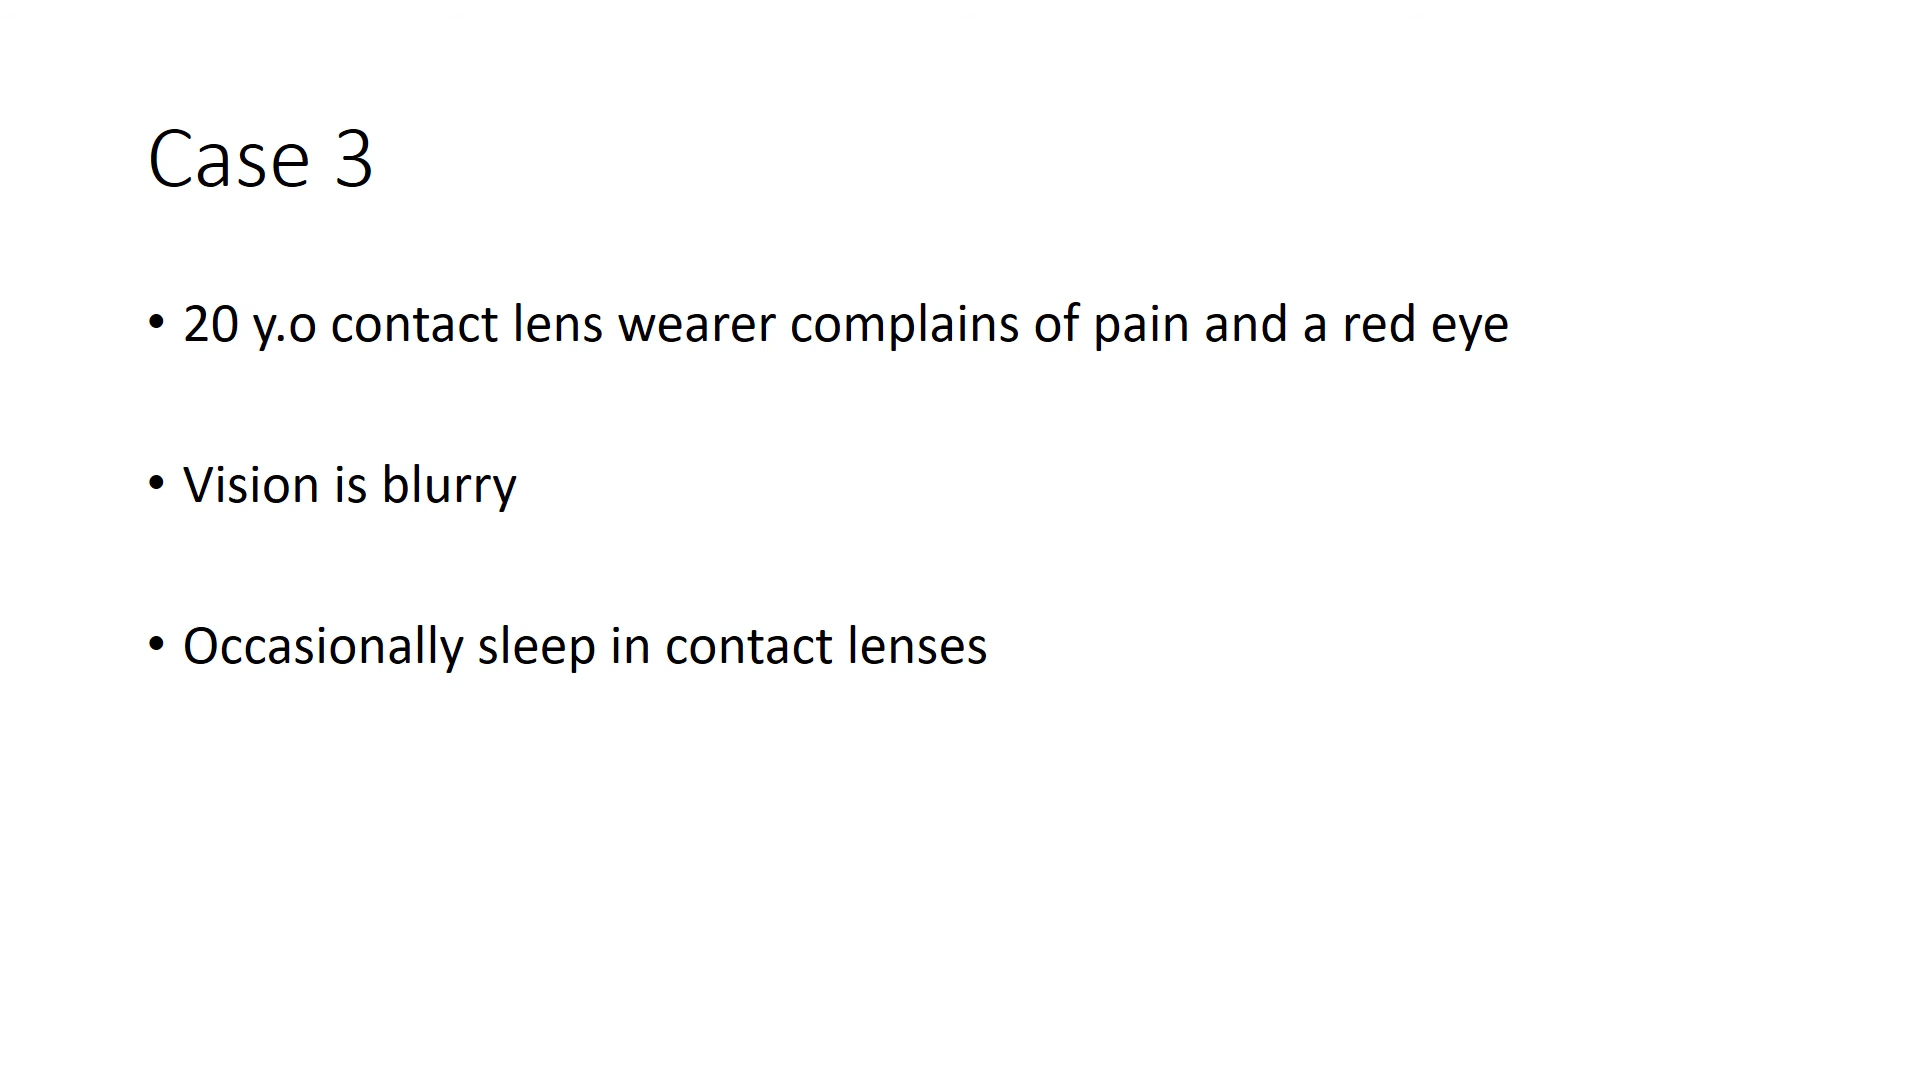 Case 3
• 20 y.o contact lens wearer complains of pain and a red eye
• Vision is blurry
• Occasionally sleep in contact lenses